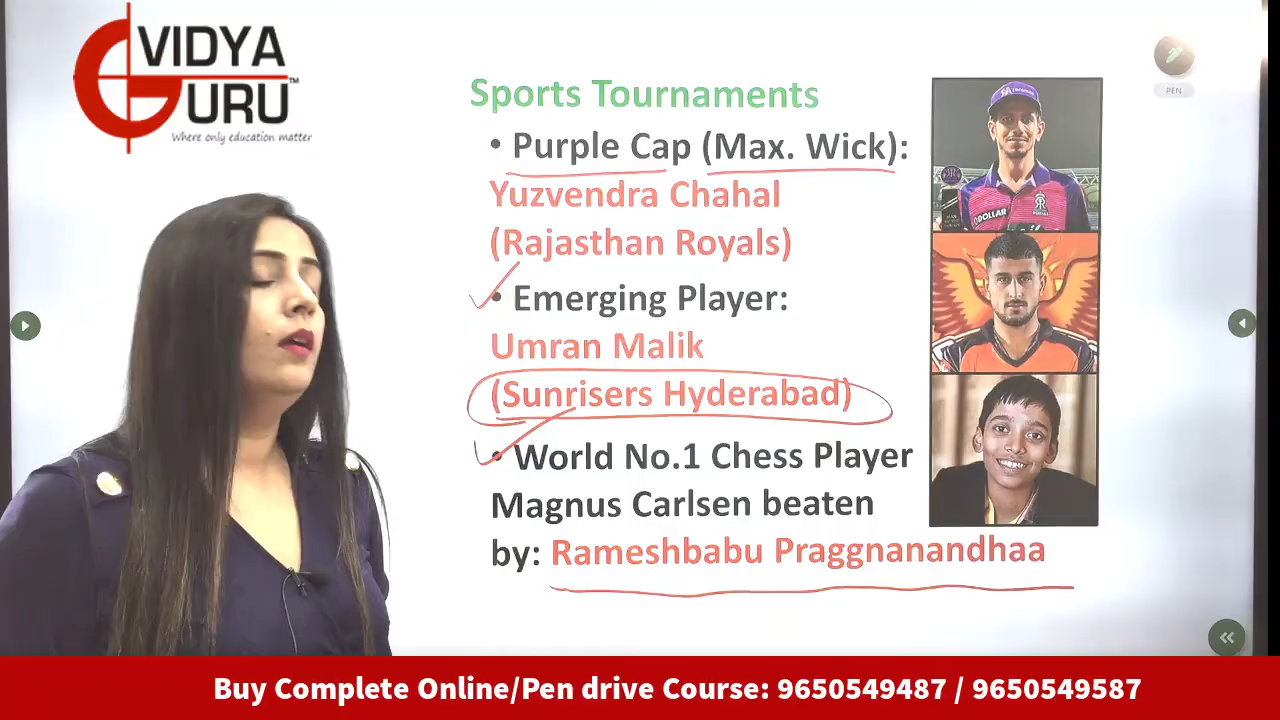 VIDYA
GURU™
Where only education matter
Sports Tournaments
• Purple Cap (Max. Wick):
Yuzvendra Chahal
(Rajasthan Royals)
• Emerging Player:
Umran Malik
(Sunrisers Hyderabad)
• World No.1 Chess Player
Magnus Carlsen beaten
by: Rameshbabu Praggnanandhaa
PEN
DOLLAR
Buy Complete Online/Pen drive Course: 9650549487 / 9650549587